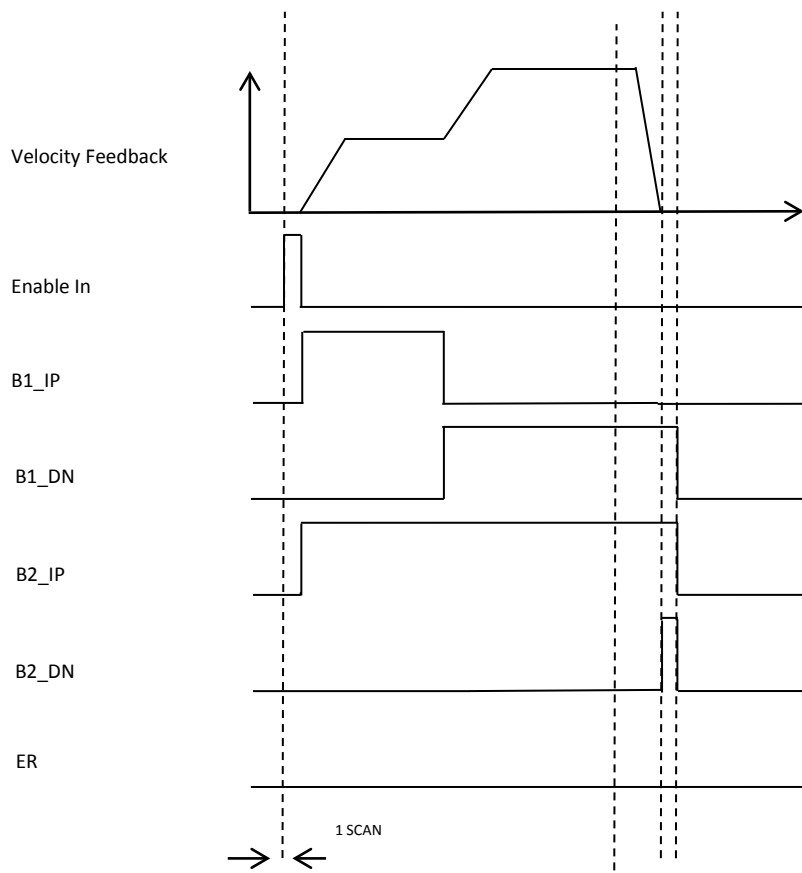 Velocity Feedback
Enable In
B1_IP
B1_DN
B2_IP
B2_DN
ER
1 SCAN